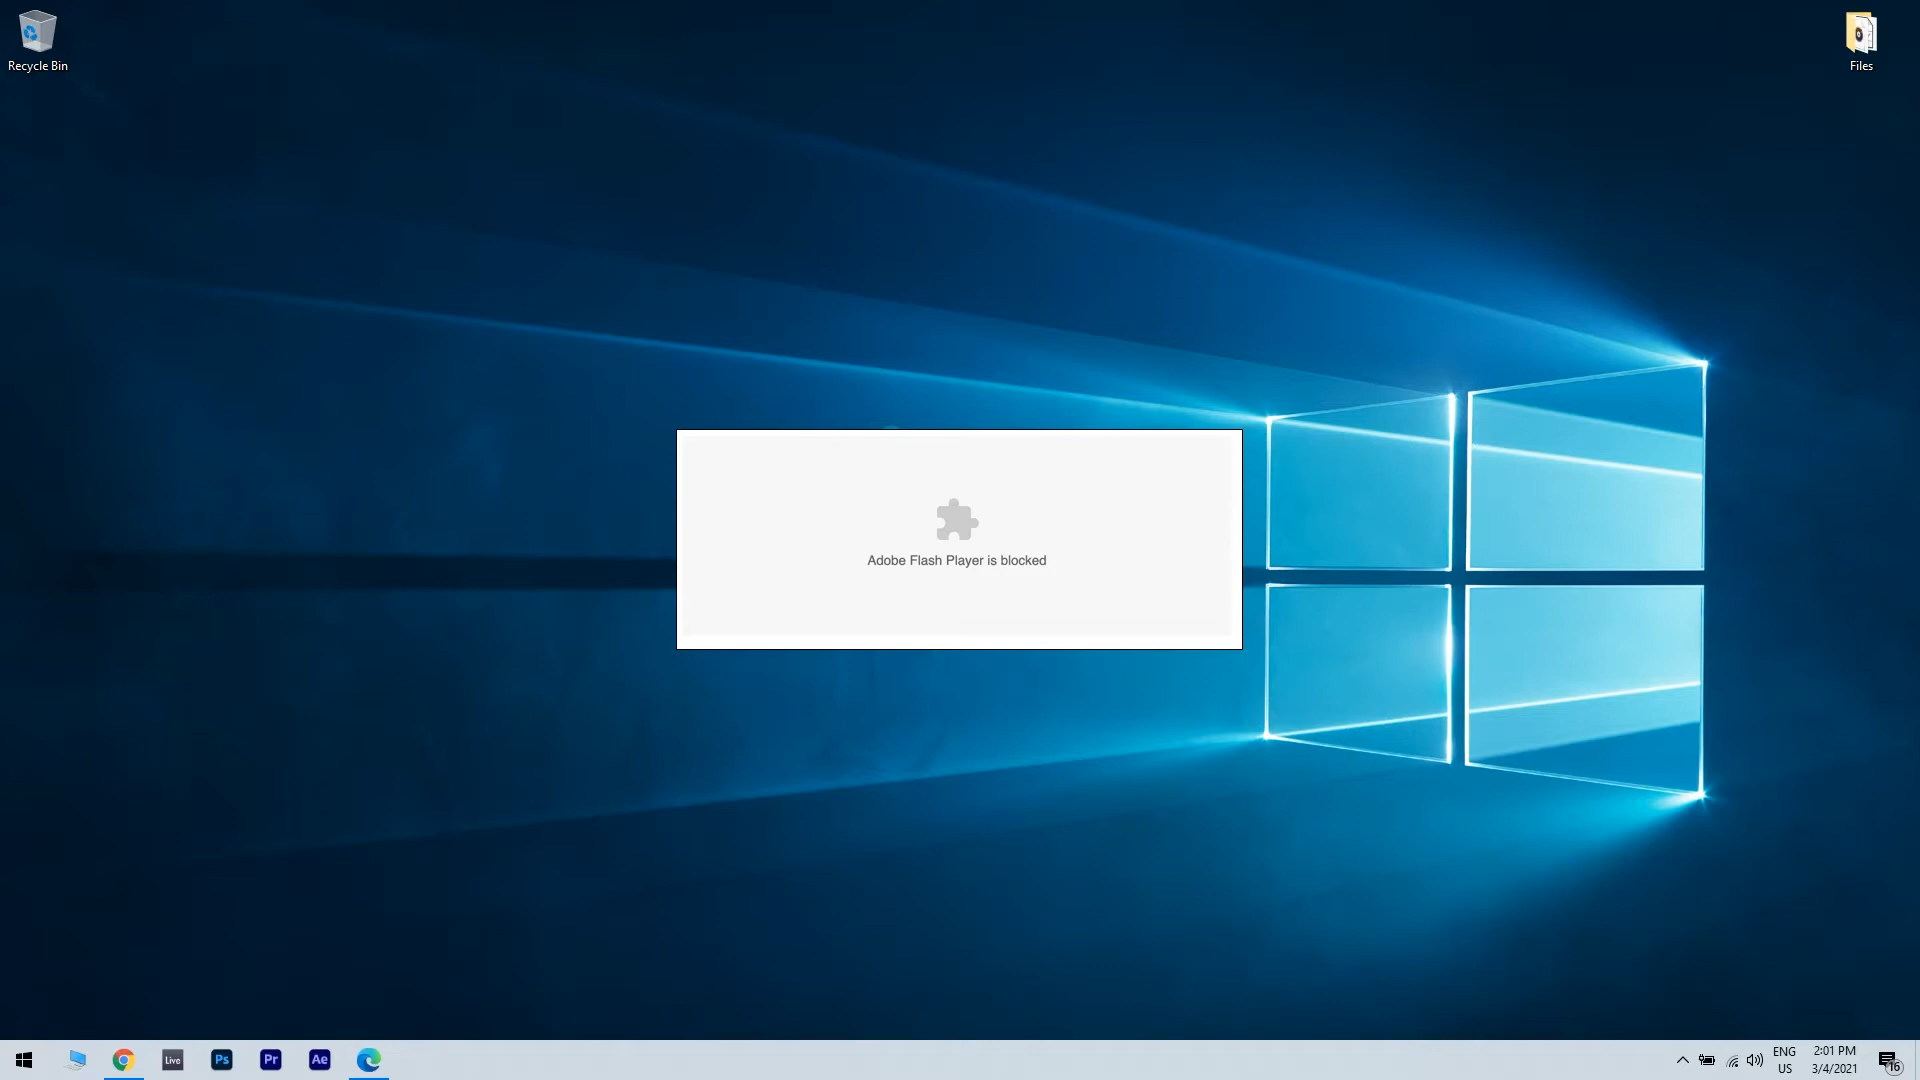 Recycle Bin
Files
Adobe Flash Player is blocked
Live
Ps
Pr
Ae
ENG
US
2:01 PM
3/4/2021
16